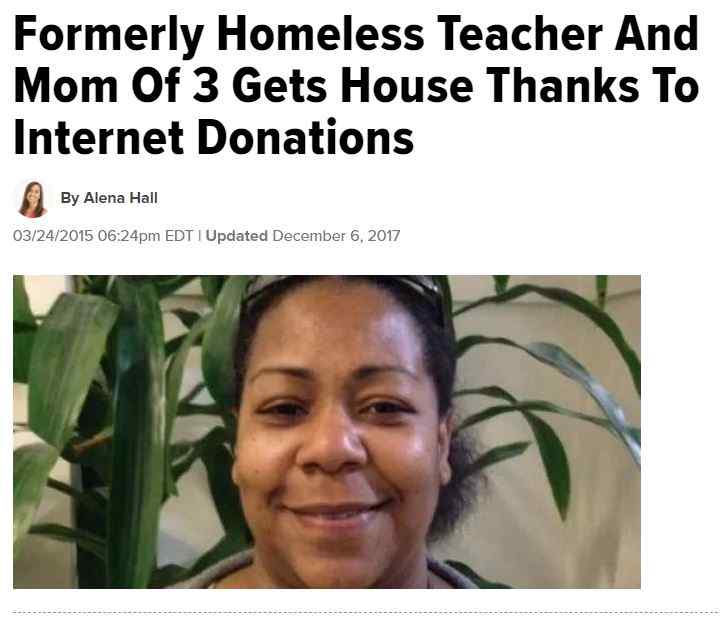 Formerly Homeless Teacher And
Mom Of 3 Gets House Thanks To
Internet Donations
By Alena Hall
03/24/2015 06:24pm EDT | Updated December 6, 2017